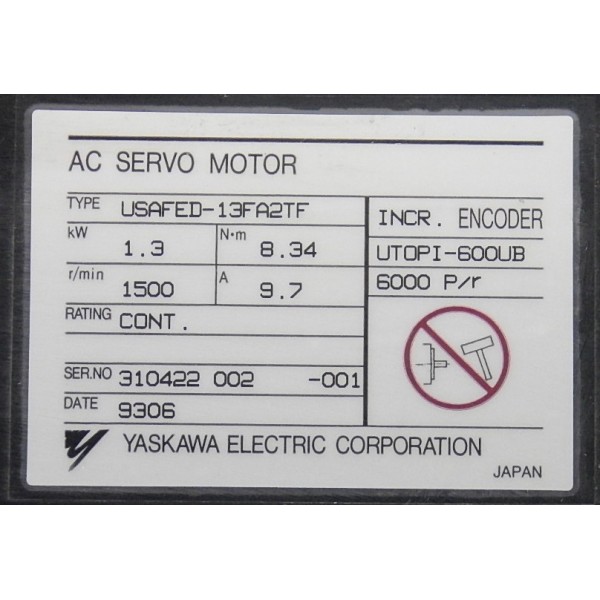 AC SERVO MOTOR
TYPE USAFED-13FA2TF
kW 1.3 N·m 8.34
r/min 1500 A 9.7
RATING CONT.
SER.NO 310422 002 -001
DATE 9306
INCR. ENCODER
UTOPI-600UB
6000 P/r
YASKAWA ELECTRIC CORPORATION
JAPAN